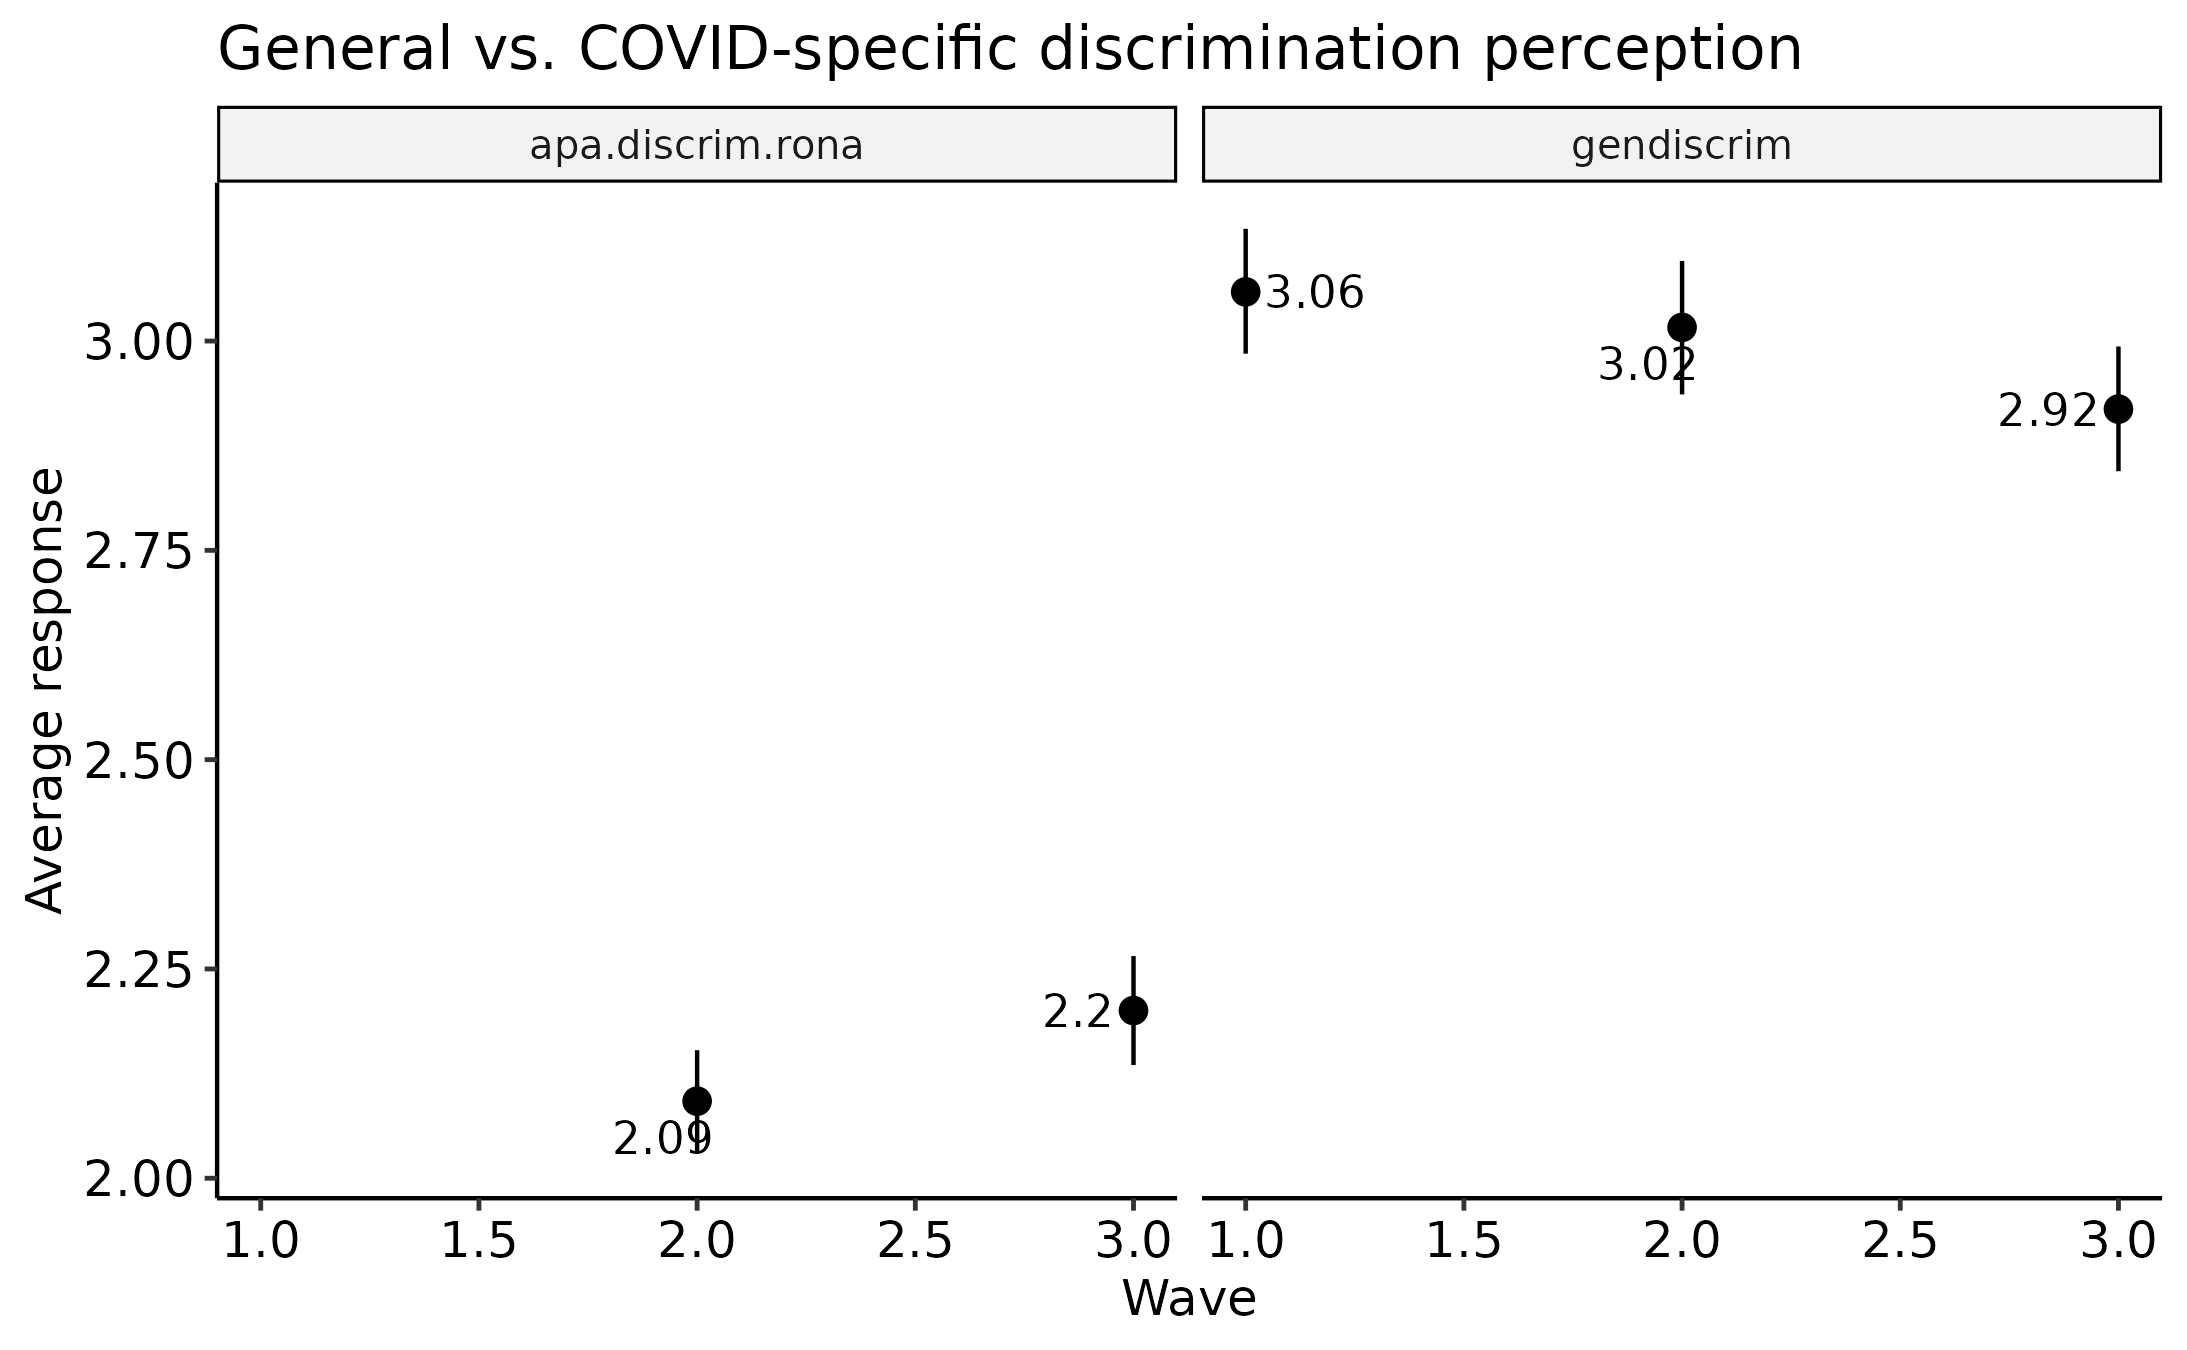 General vs. COVID-specific discrimination perception
apa.discrim.rona
gendiscrim
Average response
3.00
2.75
2.50
2.25
2.00
2.09
2.2
3.06
3.02
2.92
1.0 1.5 2.0 2.5 3.0
1.0 1.5 2.0 2.5 3.0
Wave